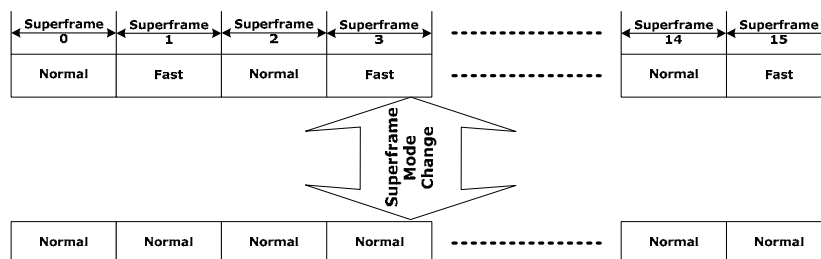 Superframe Superframe Superframe Superframe Superframe Superframe
0 1 2 3 14 15
Normal Fast Normal Fast Normal Fast
Superframe
Mode
Change
Normal Normal Normal Normal Normal Normal